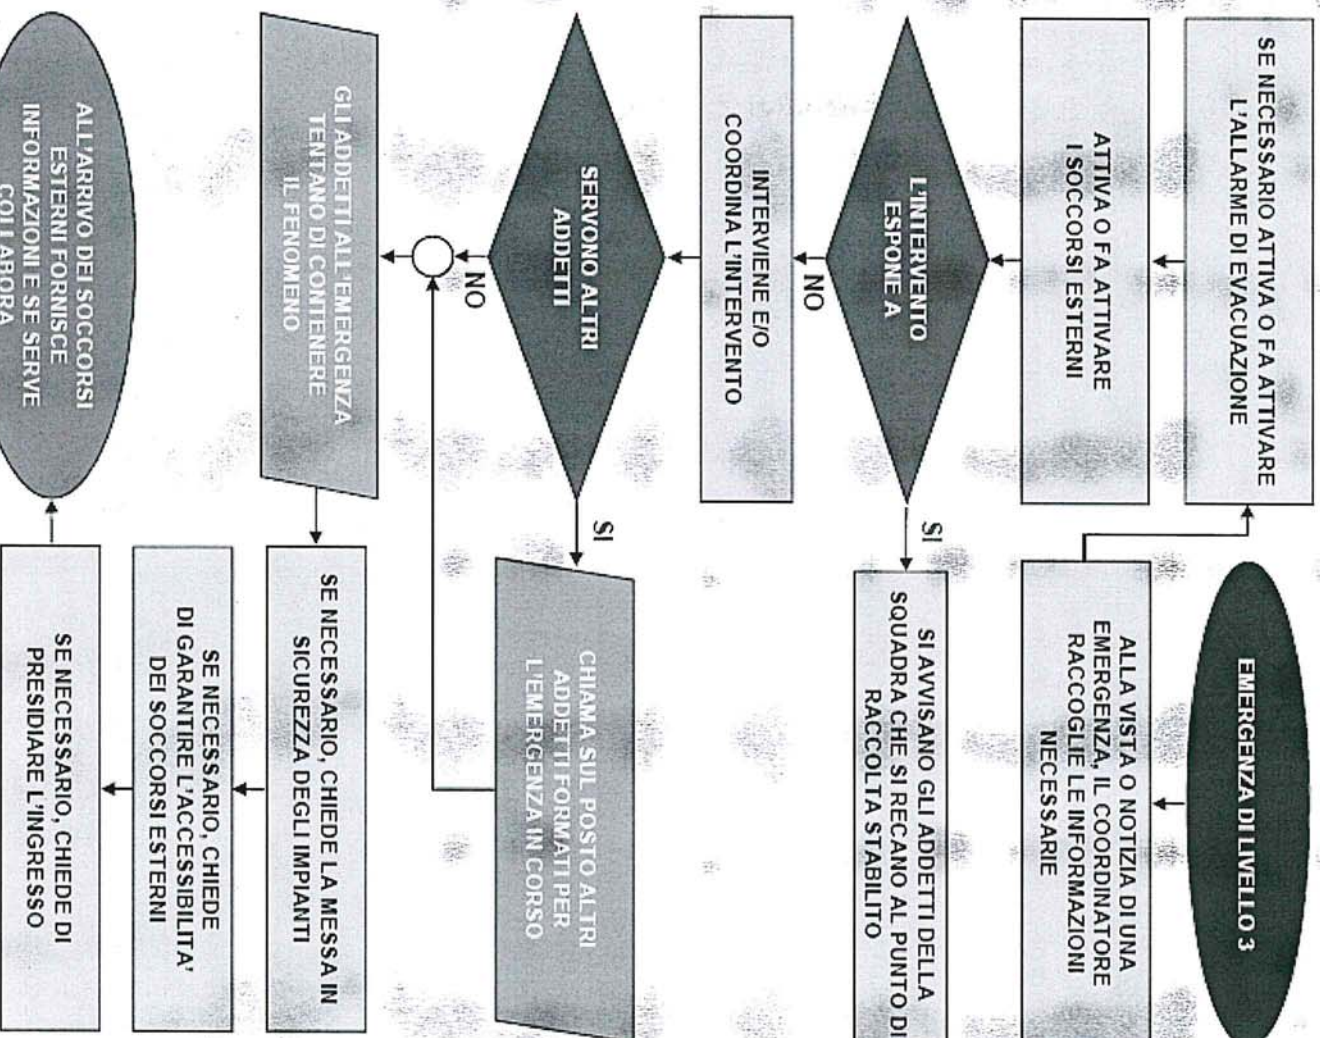 EMERGENZA DI LIVELLO 3
ALLA VISTA O NOTIZIA DI UNA
EMERGENZA, IL COORDINATORE
RACCOGLIE LE INFORMAZIONI
NECESSARIE
SE NECESSARIO ATTIVA O FA ATTIVARE
L'ALLARME DI EVACUAZIONE
ATTIVA O FA ATTIVARE
I SOCCORSI ESTERNI
L'INTERVENTO
ESPONE A
SI
SI AVVISANO GLI ADDETTI DELLA
SQUADRA CHE SI RECANO AL PUNTO DI
RACCOLTA STABILITO
NO
INTERVIENE E/O
COORDINA L'INTERVENTO
SERVONO ALTRI
ADDETTI
SI
CHIAMA SUL POSTO ALTRI
ADDETTI FORMATI PER
L'EMERGENZA IN CORSO
NO
GLI ADDETTI ALL'EMERGENZA
TENTANO DI CONTENERE
IL FENOMENO
SE NECESSARIO, CHIEDE LA MESSA IN
SICUREZZA DEGLI IMPIANTI
SE NECESSARIO, CHIEDE
DI GARANTIRE L'ACCESSIBILITA'
DEI SOCCORSI ESTERNI
SE NECESSARIO, CHIEDE DI
PRESIDIARE L'INGRESSO
ALL'ARRIVO DEI SOCCORSI
ESTERNI FORNISCE
INFORMAZIONI E SE SERVE
COLLABORA